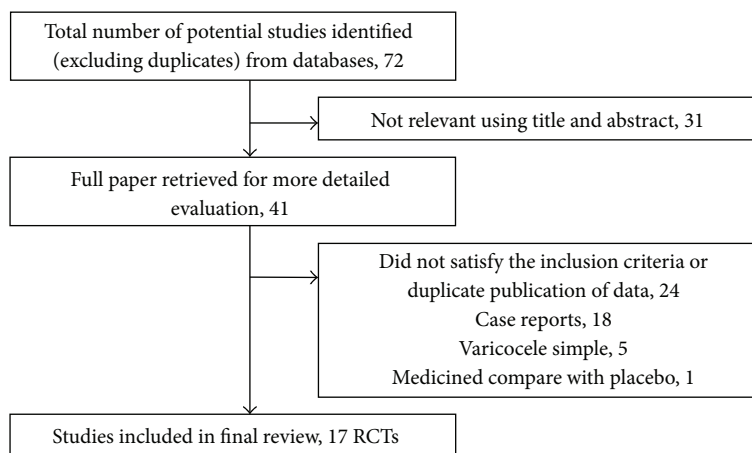 Total number of potential studies identified
(excluding duplicates) from databases, 72
Not relevant using title and abstract, 31
Full paper retrieved for more detailed
evaluation, 41
Did not satisfy the inclusion criteria or
duplicate publication of data, 24
Case reports, 18
Varicocele simple, 5
Medicined compare with placebo, 1
Studies included in final review, 17 RCTs